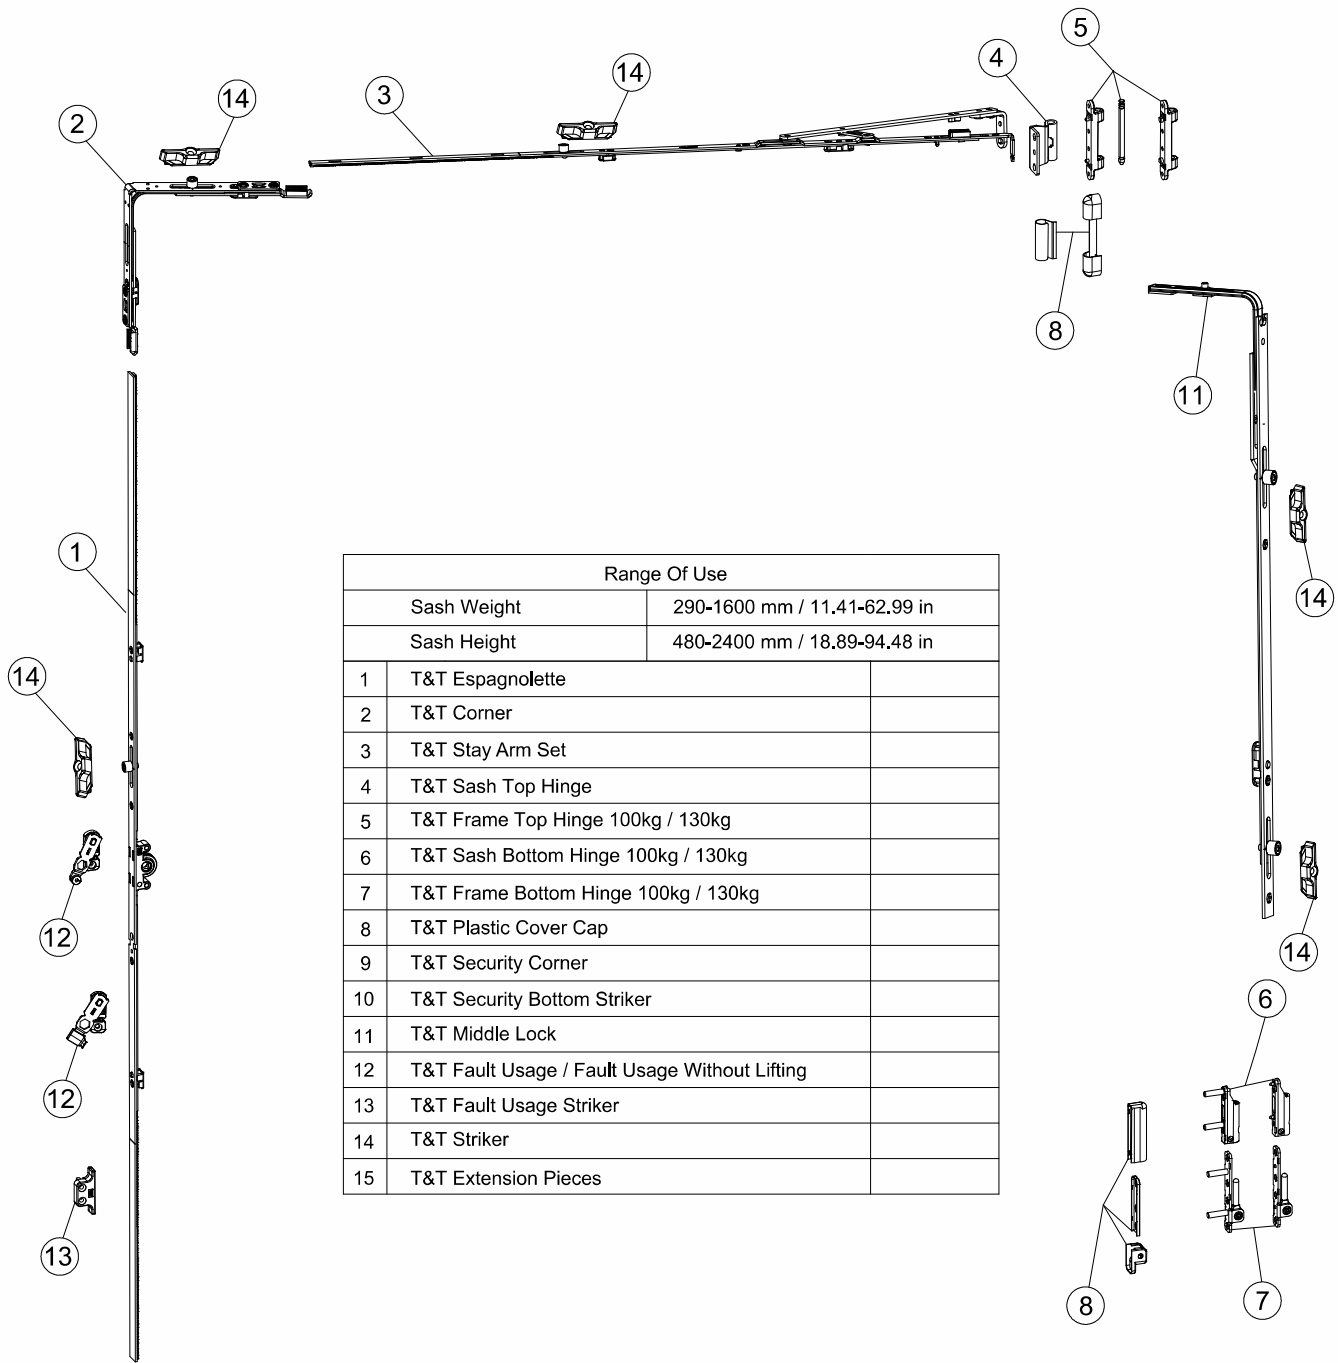 5
4
14
14
3
2
8
11
1
14
14
12
14
6
12
13
8
7
Range Of Use
Sash Weight 290-1600 mm / 11.41-62.99 in
Sash Height 480-2400 mm / 18.89-94.48 in
1 T&T Espagnolette
2 T&T Corner
3 T&T Stay Arm Set
4 T&T Sash Top Hinge
5 T&T Frame Top Hinge 100kg / 130kg
6 T&T Sash Bottom Hinge 100kg / 130kg
7 T&T Frame Bottom Hinge 100kg / 130kg
8 T&T Plastic Cover Cap
9 T&T Security Corner
10 T&T Security Bottom Striker
11 T&T Middle Lock
12 T&T Fault Usage / Fault Usage Without Lifting
13 T&T Fault Usage Striker
14 T&T Striker
15 T&T Extension Pieces